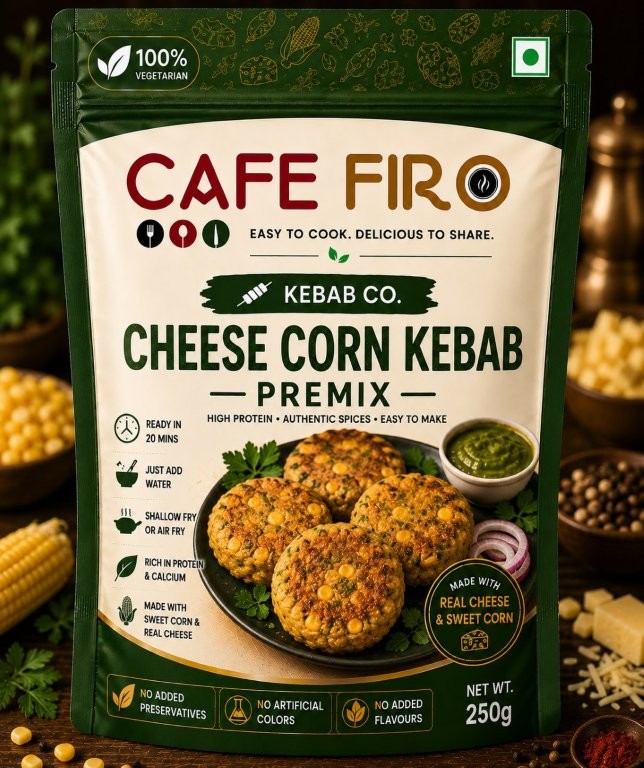 100%
VEGETARIAN
CAFE FIRO
EASY TO COOK. DELICIOUS TO SHARE.
KEBAB CO.
CHEESE CORN KEBAB
PREMIX
HIGH PROTEIN • AUTHENTIC SPICES • EASY TO MAKE
READY IN
20 MINS
JUST ADD
WATER
SHALLOW FRY
OR AIR FRY
RICH IN PROTEIN
& CALCIUM
MADE WITH
SWEET CORN &
REAL CHEESE
MADE WITH
REAL CHEESE
& SWEET CORN
NO ADDED
PRESERVATIVES
NO ARTIFICIAL
COLORS
NO ADDED
FLAVOURS
NET WT.
250g